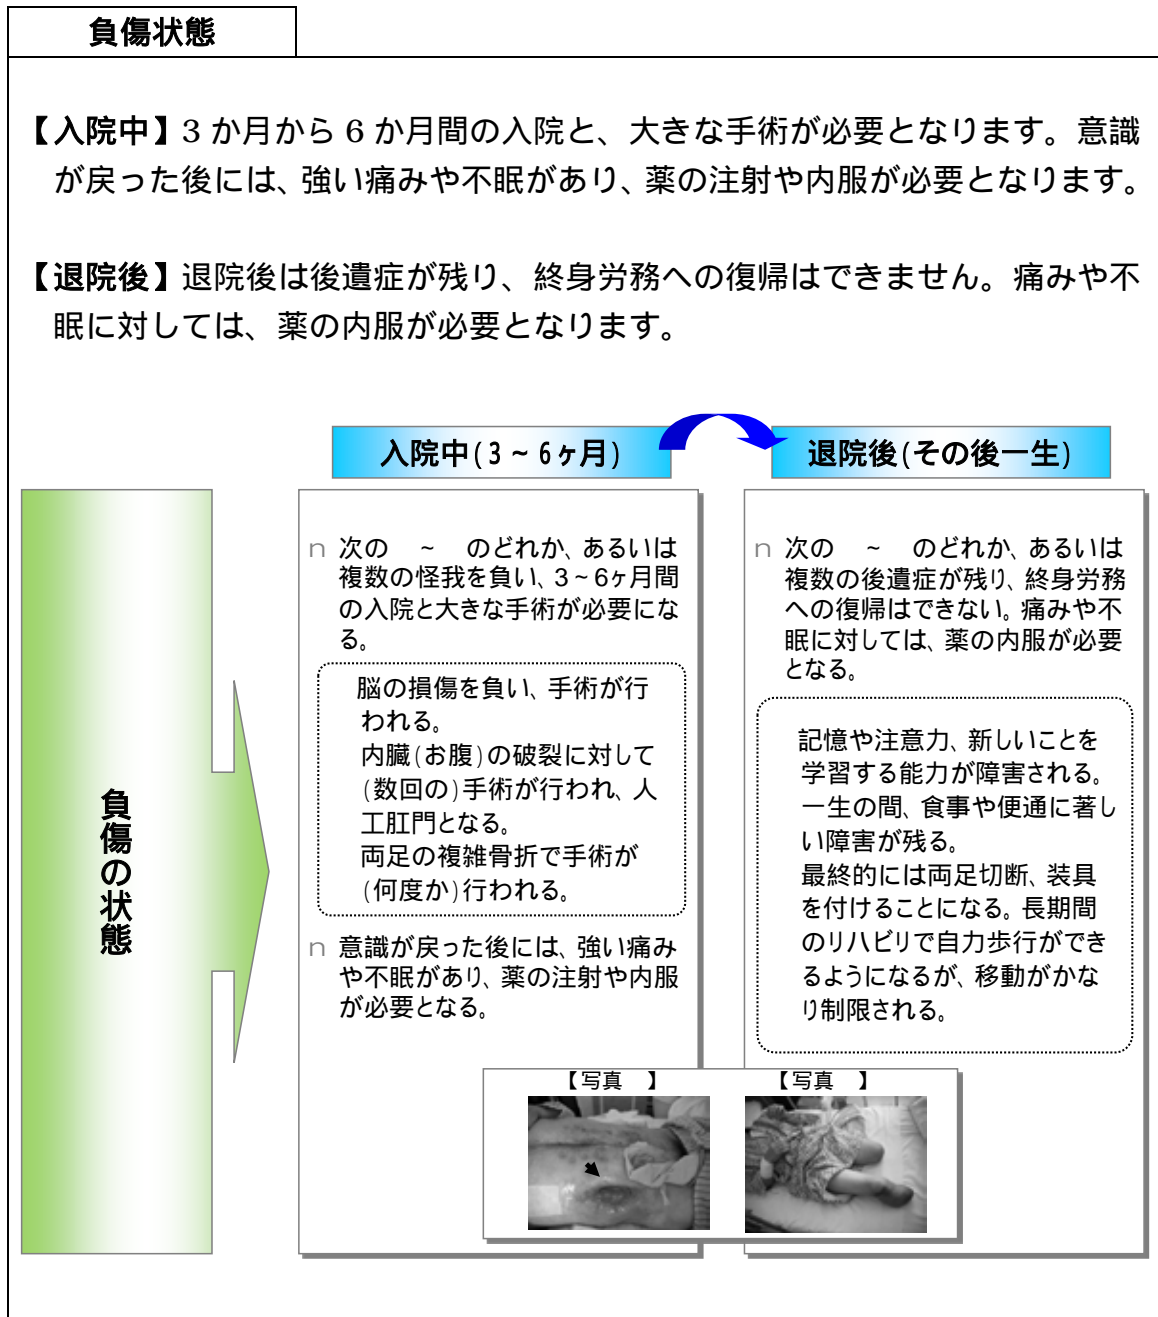 負傷状態
【入院中】3 か月から 6 か月間の入院と、大きな手術が必要となります。意識
が戻った後には、強い痛みや不眠があり、薬の注射や内服が必要となります。
【退院後】退院後は後遺症が残り、終身労務への復帰はできません。痛みや不
眠に対しては、薬の内服が必要となります。
入院中(3～6ヶ月)
退院後(その後一生)
負傷の状態
n 次の　～　のどれか、あるいは
複数の怪我を負い、3～6ヶ月間
の入院と大きな手術が必要にな
る。
脳の損傷を負い、手術が行
われる。
内臓(お腹)の破裂に対して
(数回の)手術が行われ、人
工肛門となる。
両足の複雑骨折で手術が
(何度か)行われる。
n 意識が戻った後には、強い痛み
や不眠があり、薬の注射や内服
が必要となる。
n 次の　～　のどれか、あるいは
複数の後遺症が残り、終身労務
への復帰はできない。痛みや不
眠に対しては、薬の内服が必要
となる。
記憶や注意力、新しいことを
学習する能力が障害される。
一生の間、食事や便通に著し
い障害が残る。
最終的には両足切断、装具
を付けることになる。長期間
のリハビリで自力歩行ができ
るようになるが、移動がかな
り制限される。
【写真　】
【写真　】